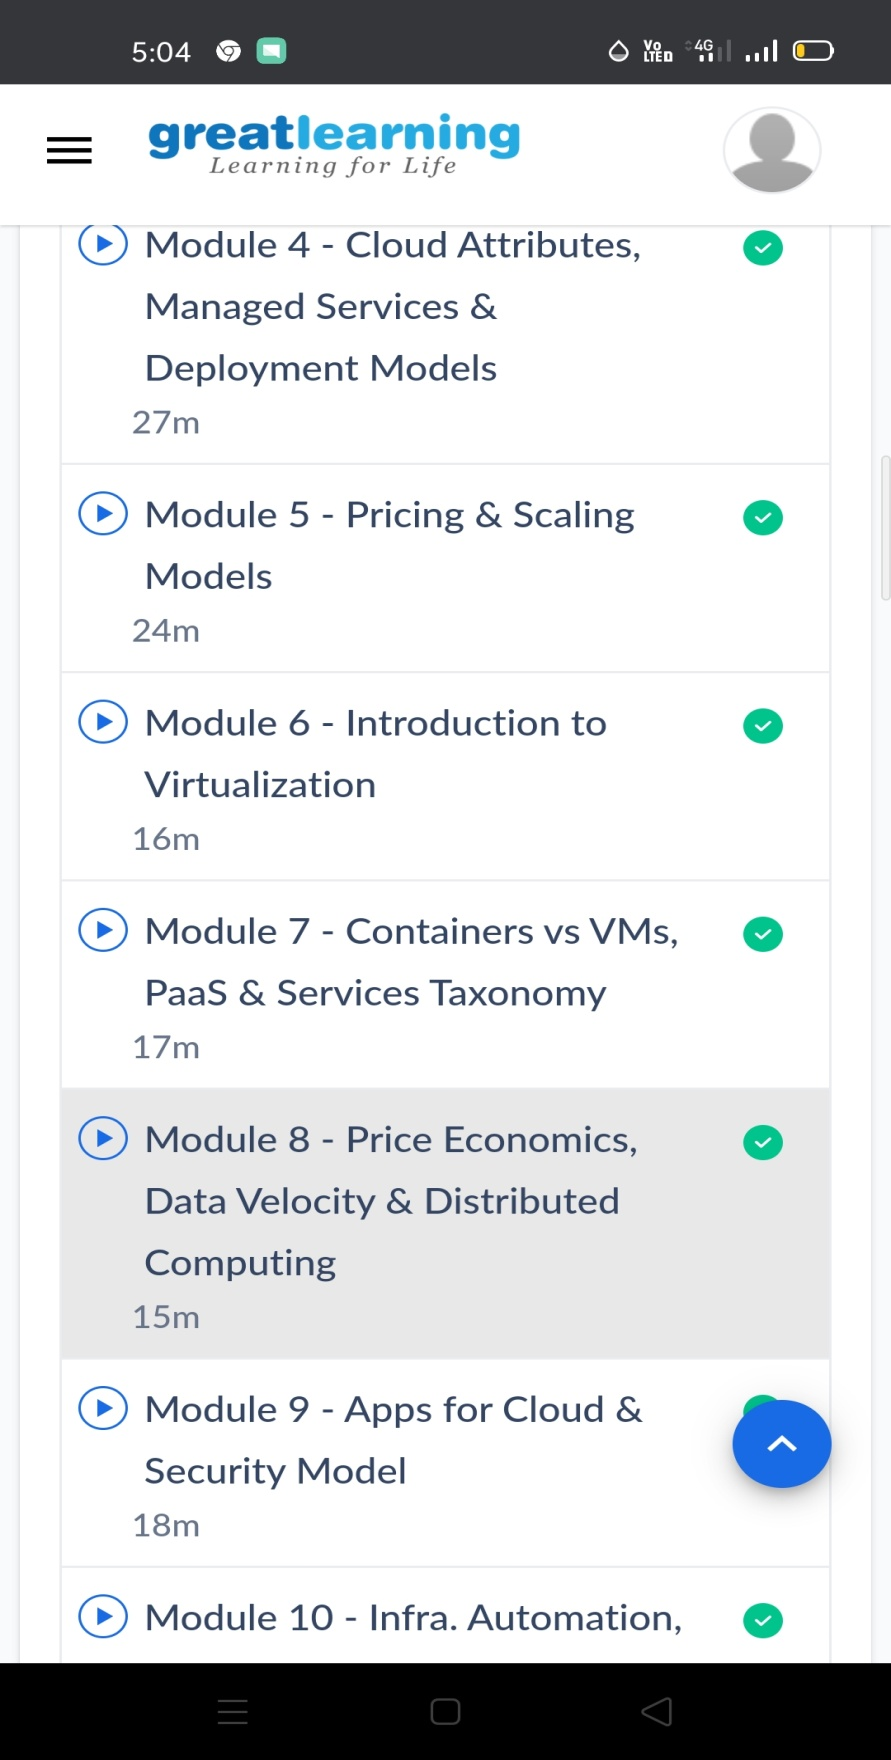 5:04
Vo
LTED
4G
greatlearning
Learning for Life
Module 4 - Cloud Attributes,
Managed Services &
Deployment Models
27m
Module 5 - Pricing & Scaling
Models
24m
Module 6 - Introduction to
Virtualization
16m
Module 7 - Containers vs VMs,
PaaS & Services Taxonomy
17m
Module 8 - Price Economics,
Data Velocity & Distributed
Computing
15m
Module 9 - Apps for Cloud &
Security Model
18m
Module 10 - Infra. Automation,